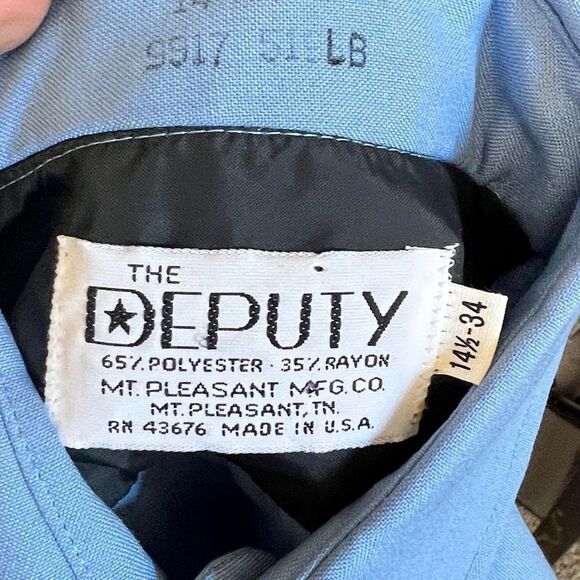 14
9917 LB
THE
DEPUTY
65% POLYESTER · 35% RAYON
MT. PLEASANT MFG. CO.
MT. PLEASANT, TN.
RN 43676 MADE IN U.S.A.
14½-34